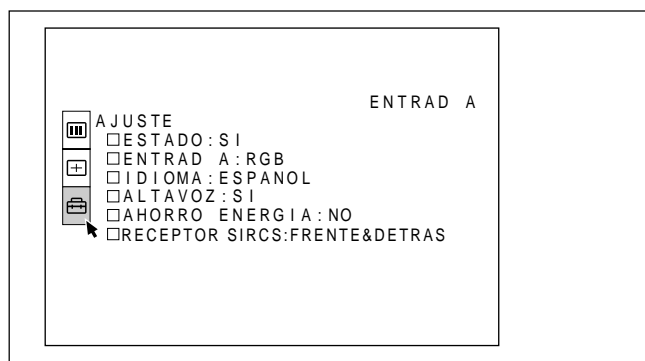 ENTRAD A
AJUSTE
□ESTADO:SI
□ENTRAD A:RGB
□IDIOMA:ESPANOL
□ALTAVOZ:SI
□AHORRO ENERGIA:NO
□RECEPTOR SIRCS:FRENTE&DETRAS